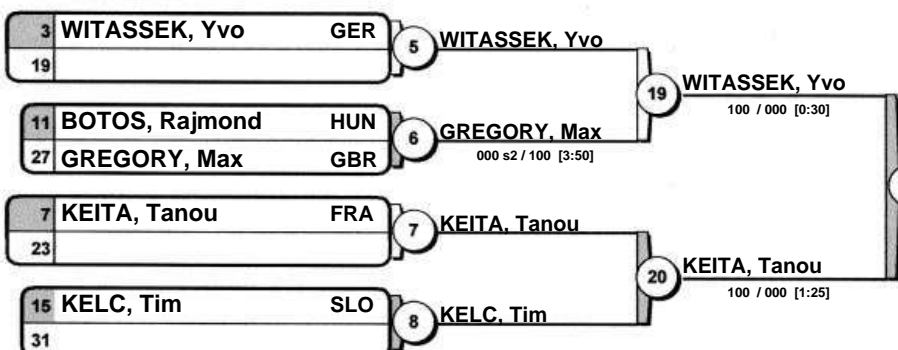 3 WITASSEK, Yvo GER
19
5 WITASSEK, Yvo
11 BOTOS, Rajmond HUN
27 GREGORY, Max GBR
6 GREGORY, Max
000 s2 / 100 [3:50]
19 WITASSEK, Yvo
100 / 000 [0:30]
7 KEITA, Tanou FRA
23
7 KEITA, Tanou
15 KELC, Tim SLO
31
8 KELC, Tim
20 KEITA, Tanou
100 / 000 [1:25]